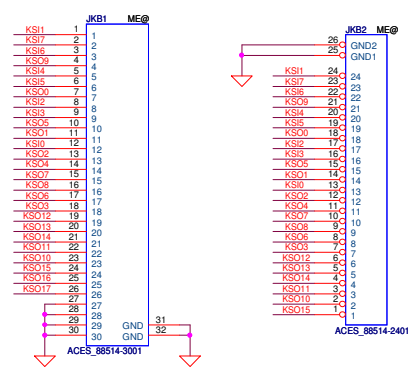 JKB1 ME@
KSI1 1 1
KSI7 2 2
KSI6 3 3
KSO9 4 4
KSI4 5 5
KSI5 6 6
KSO0 7 7
KSI2 8 8
KSI3 9 9
KSO5 10 10
KSO1 11 11
KSI0 12 12
KSO2 13 13
KSO4 14 14
KSO7 15 15
KSO8 16 16
KSO6 17 17
KSO3 18 18
KSO12 19 19
KSO13 20 20
KSO14 21 21
KSO11 22 22
KSO10 23 23
KSO15 24 24
KSO16 25 25
KSO17 26 26
27 27
28 28
29 29 GND 31
30 30 GND 32
ACES_88514-3001
JKB2 ME@
26 GND2
25 GND1
KSI1 24 24
KSI7 23 23
KSI6 22 22
KSO9 21 21
KSI4 20 20
KSI5 19 19
KSO0 18 18
KSI2 17 17
KSI3 16 16
KSO5 15 15
KSO1 14 14
KSI0 13 13
KSO2 12 12
KSO4 11 11
KSO7 10 10
KSO8 9 9
KSO6 8 8
KSO3 7 7
KSO12 6 6
KSO13 5 5
KSO14 4 4
KSO11 3 3
KSO10 2 2
KSO15 1 1
ACES_88514-2401